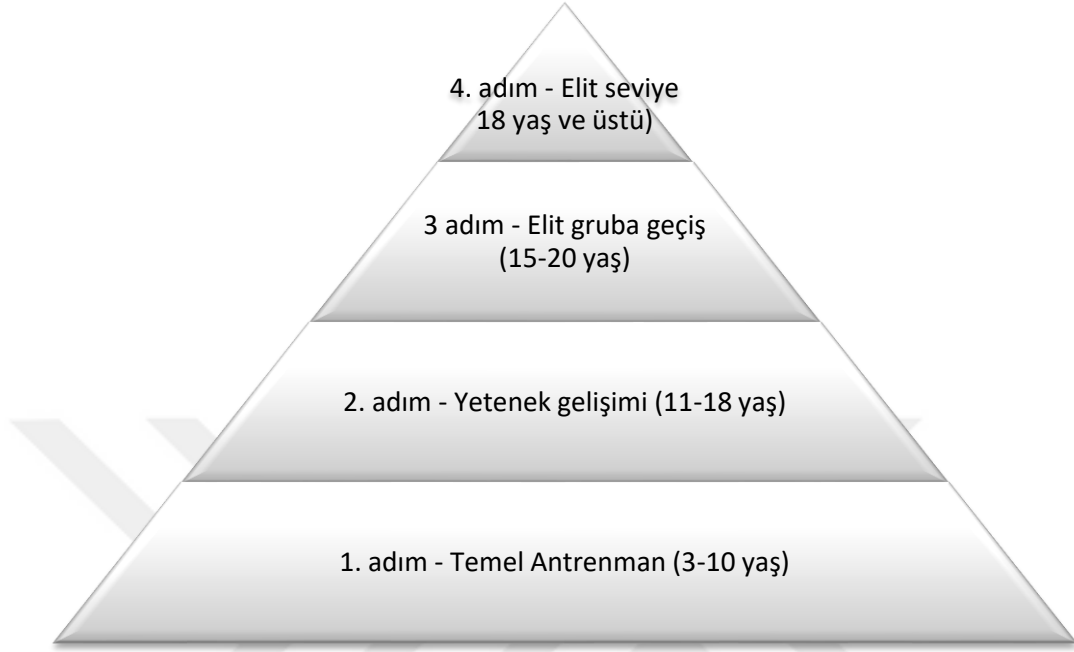 4. adım - Elit seviye
18 yaş ve üstü)
3 adım - Elit gruba geçiş
(15-20 yaş)
2. adım - Yetenek gelişimi (11-18 yaş)
1. adım - Temel Antrenman (3-10 yaş)